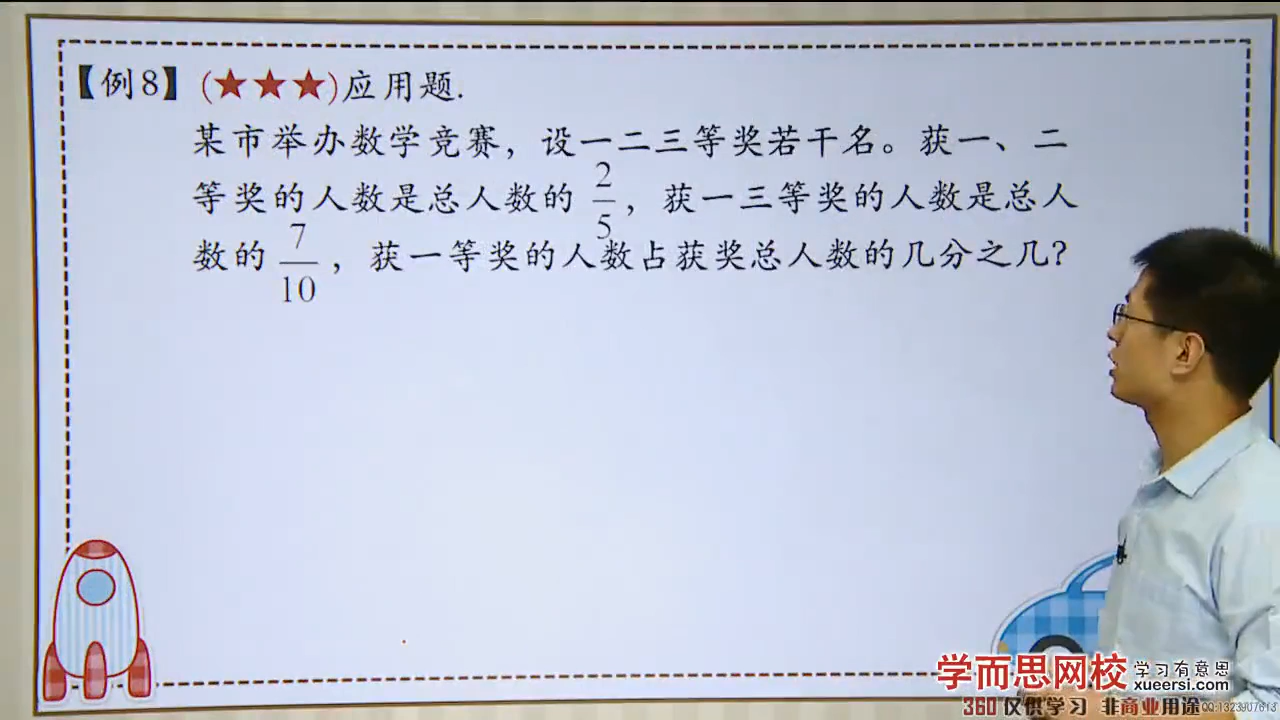 【例8】(★★★)应用题.
某市举办数学竞赛，设一二三等奖若干名。获一、二
等奖的人数是总人数的 2/5，获一三等奖的人数是总人
数的 7/10，获一等奖的人数占获奖总人数的几分之几?
学而思网校 学习有意思
xueersi.com
360 仅供学习 非商业用途